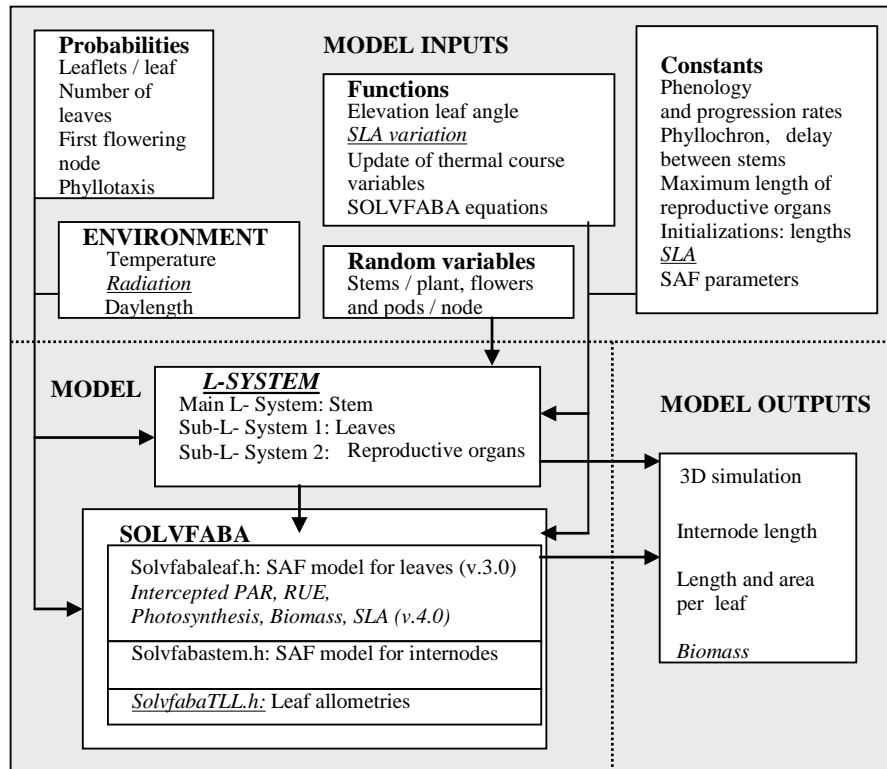 Probabilities
Leaflets / leaf
Number of
leaves
First flowering
node
Phyllotaxis
MODEL INPUTS
Functions
Elevation leaf angle
SLA variation
Update of thermal course
variables
SOLVFABA equations
Constants
Phenology
and progression rates
Phyllochron, delay
between stems
Maximum length of
reproductive organs
Initializations: lengths
SLA
SAF parameters
ENVIRONMENT
Temperature
Radiation
Daylength
Random variables
Stems / plant, flowers
and pods / node
MODEL
L-SYSTEM
Main L- System: Stem
Sub-L- System 1: Leaves
Sub-L- System 2: Reproductive organs
SOLVFABA
Solvfabaleaf.h: SAF model for leaves (v.3.0)
Intercepted PAR, RUE,
Photosynthesis, Biomass, SLA (v.4.0)
Solvfabastem.h: SAF model for internodes
SolvfabaTLL.h: Leaf allometries
MODEL OUTPUTS
3D simulation
Internode length
Length and area
per leaf
Biomass